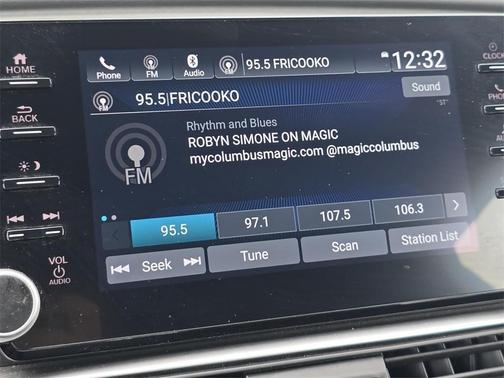 HOME
BACK
VOL
AUDIO
Phone
FM
Audio
95.5 FRICOOKO
12:32
CLOCK
95.5|FRICOOKO
Sound
"ST"
Rhythm and Blues
ROBYN SIMONE ON MAGIC
mycolumbusmagic.com @magiccolumbus
FM
95.5
97.1
107.5
106.3
Seek
Tune
Scan
Station List